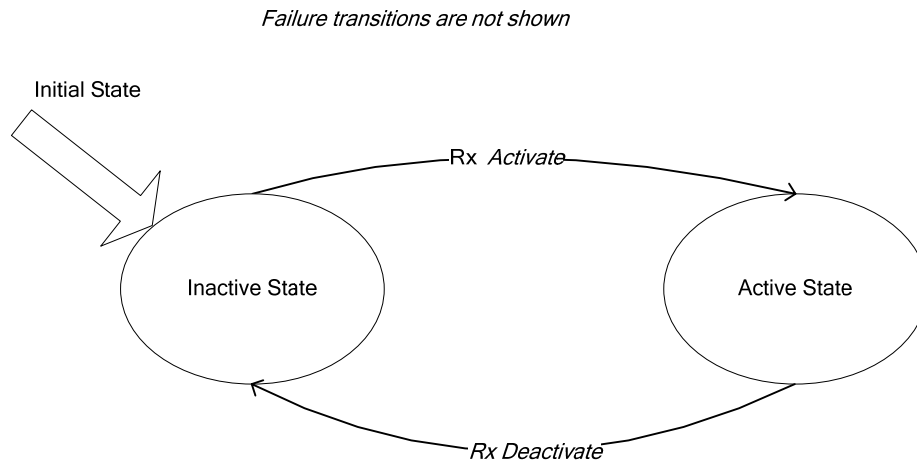 Failure transitions are not shown
Initial State
Rx Activate
Inactive State
Active State
Rx Deactivate